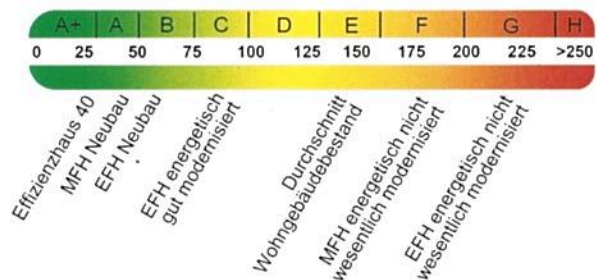 A+ A B C D E F G H
0 25 50 75 100 125 150 175 200 225 >250
Effizienzhaus 40
MFH Neubau
EFH Neubau
EFH energetisch
gut modernisiert
Durchschnitt
Wohngebäudebestand
MFH energetisch nicht
wesentlich modernisiert
EFH energetisch nicht
wesentlich modernisiert